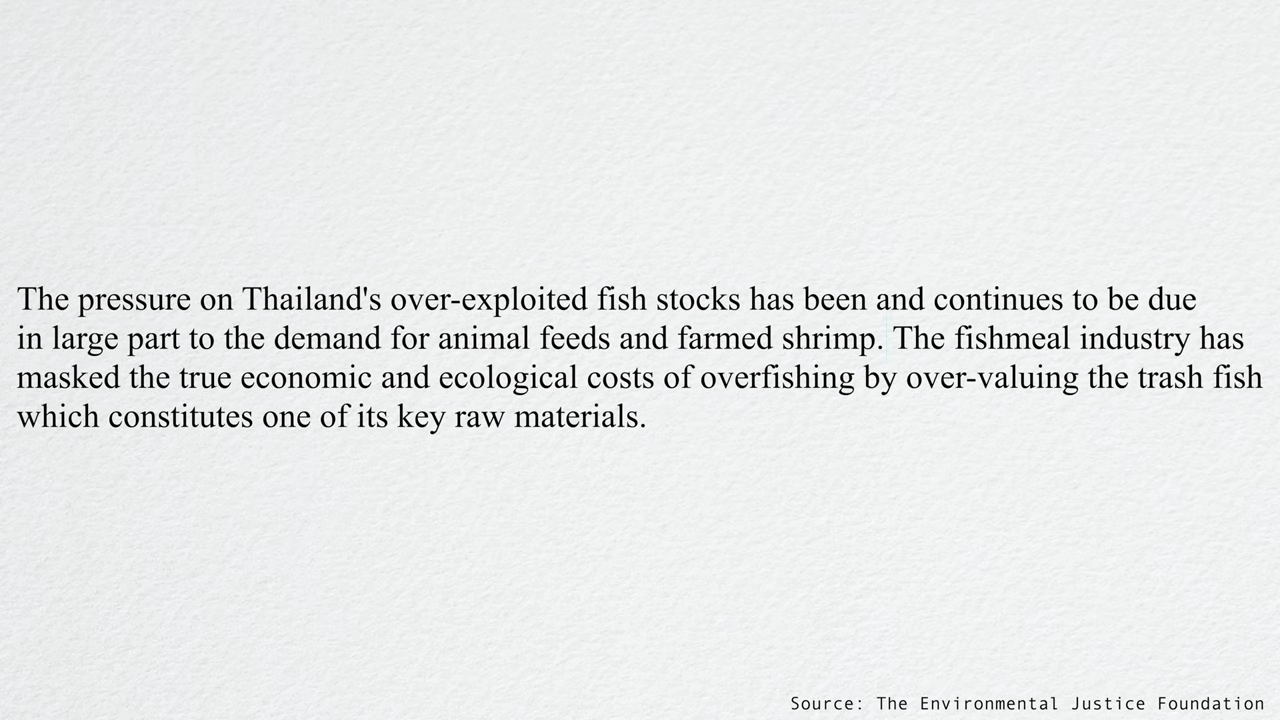 The pressure on Thailand's over-exploited fish stocks has been and continues to be due
in large part to the demand for animal feeds and farmed shrimp. The fishmeal industry has
masked the true economic and ecological costs of overfishing by over-valuing the trash fish
which constitutes one of its key raw materials.
Source: The Environmental Justice Foundation